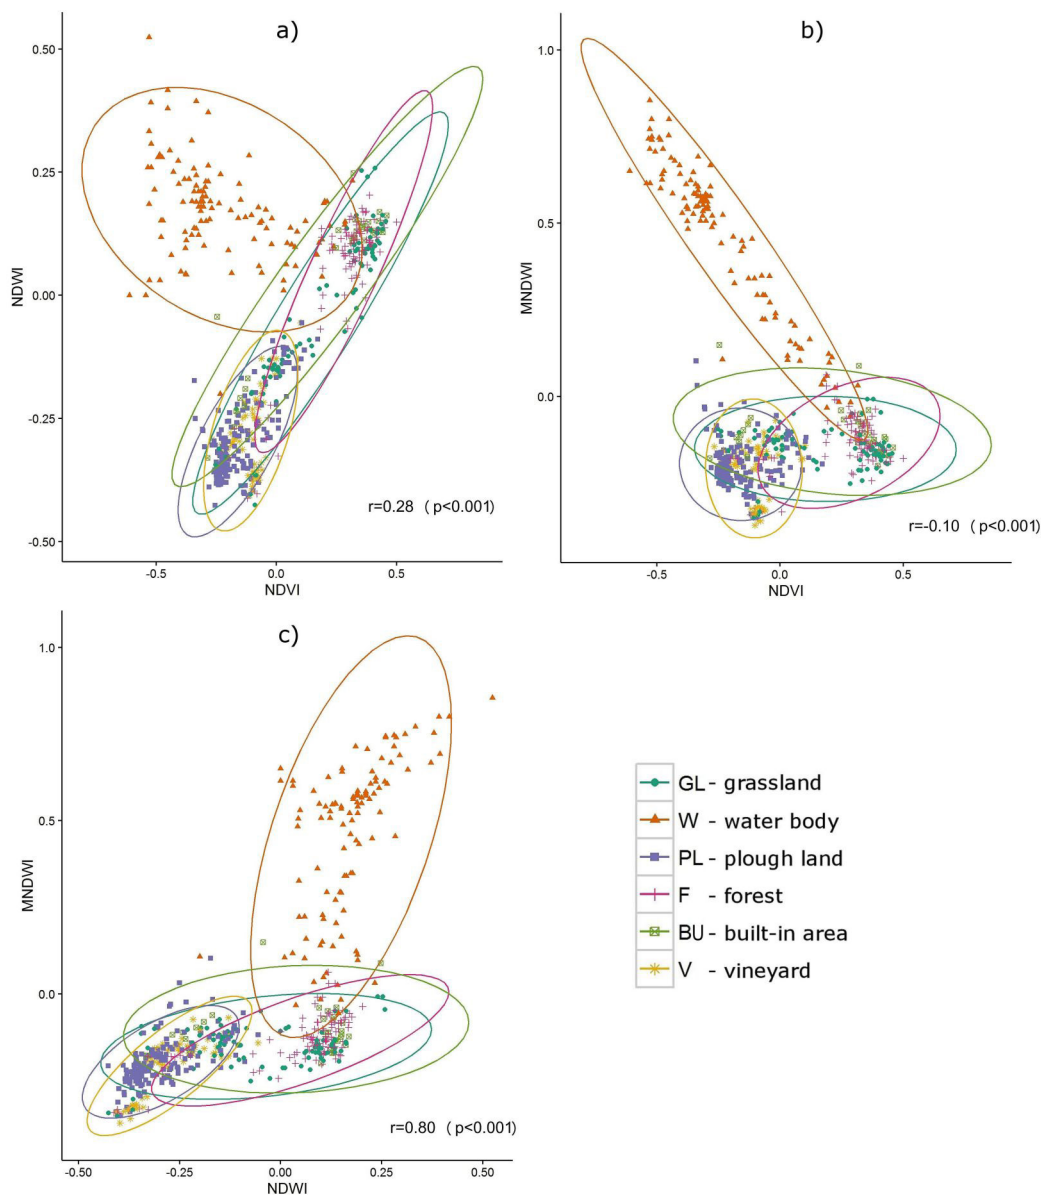 a)
0.50
0.25
0.00
-0.25
-0.50
NDWI
-0.5 0.0 0.5
NDVI
r=0.28 (p<0.001)
b)
1.0
0.5
0.0
MNDWI
-0.5 0.0 0.5
NDVI
r=-0.10 (p<0.001)
c)
1.0
0.5
0.0
MNDWI
-0.50 -0.25 0.00 0.25 0.50
NDWI
r=0.80 (p<0.001)
GL - grassland
W - water body
PL - plough land
F - forest
BU - built-in area
V - vineyard